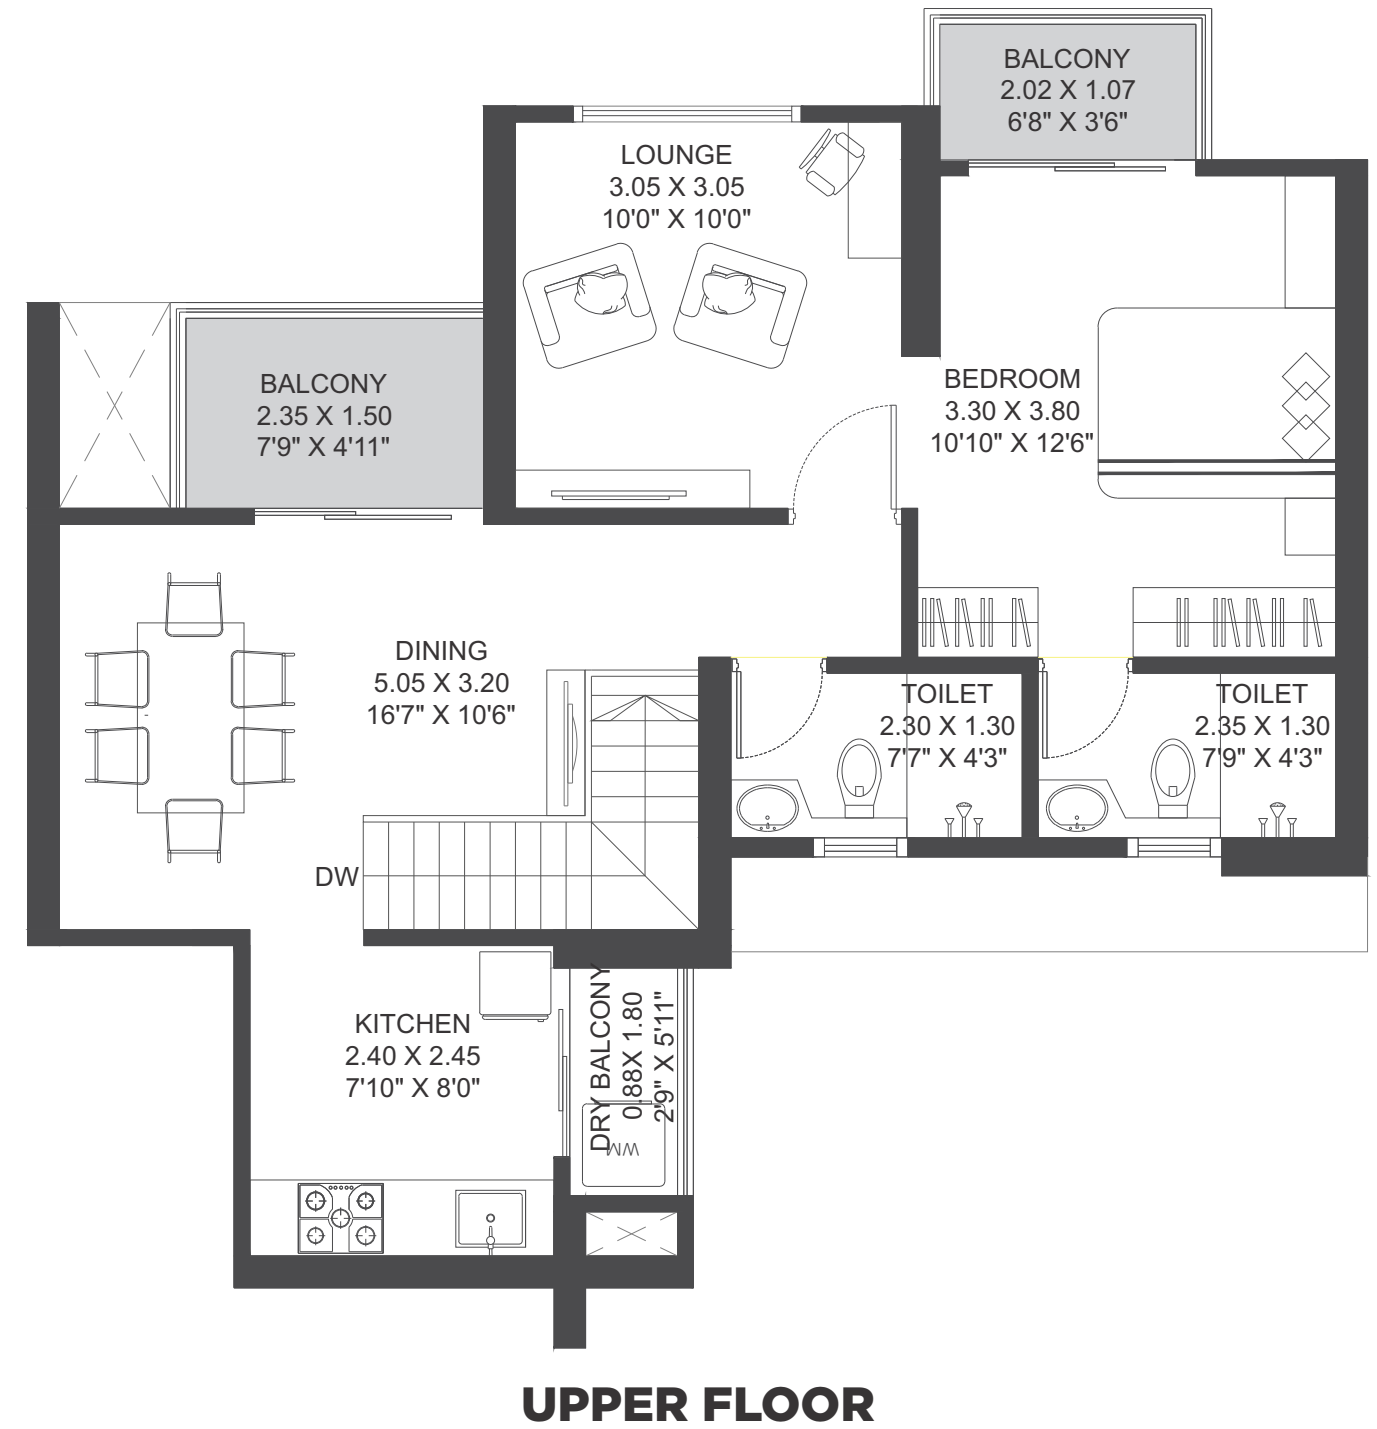 BALCONY
2.02 X 1.07
6'8" X 3'6"
LOUNGE
3.05 X 3.05
10'0" X 10'0"
BALCONY
2.35 X 1.50
7'9" X 4'11"
BEDROOM
3.30 X 3.80
10'10" X 12'6"
DINING
5.05 X 3.20
16'7" X 10'6"
TOILET
2.30 X 1.30
7'7" X 4'3"
TOILET
2.35 X 1.30
7'9" X 4'3"
DW
KITCHEN
2.40 X 2.45
7'10" X 8'0"
DRY BALCONY
0.88X 1.80
2'9" X 5'11"
WM
UPPER FLOOR